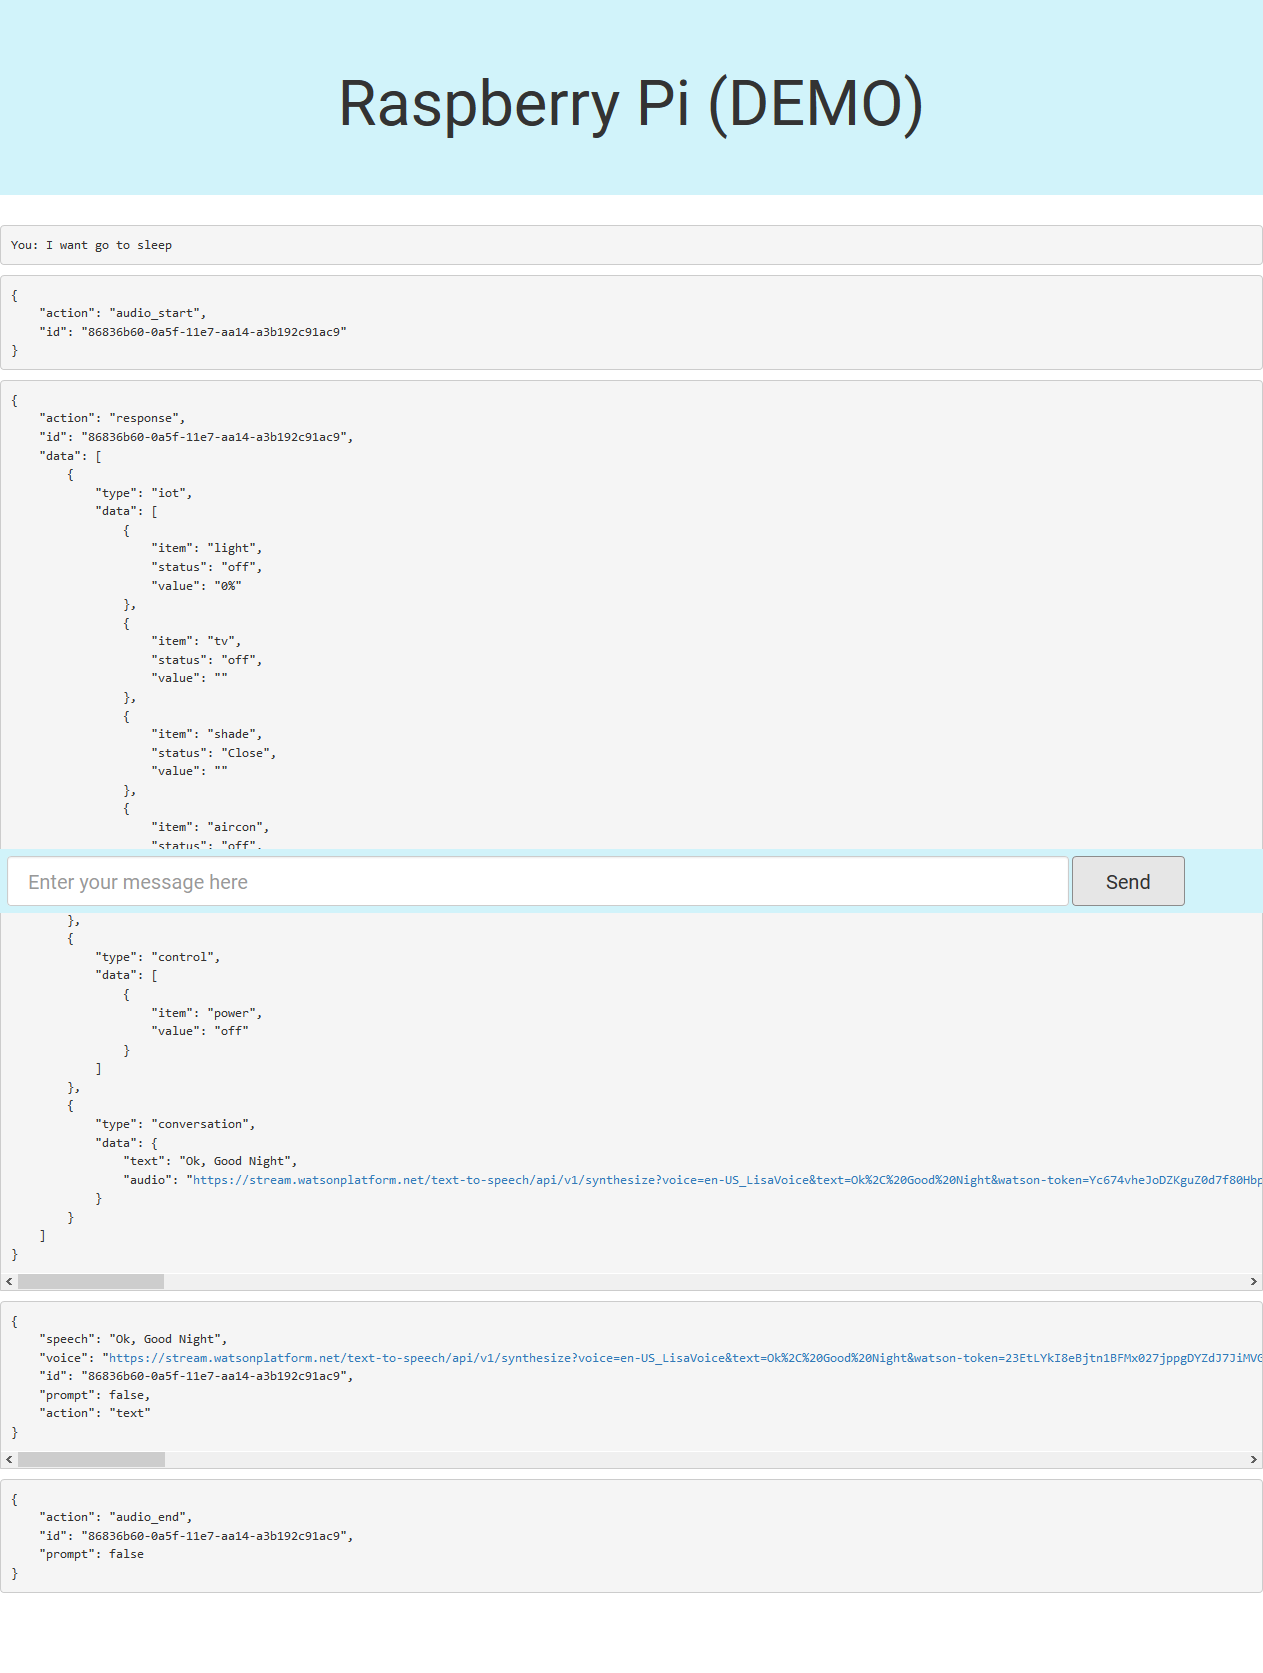 Raspberry Pi (DEMO)
You: I want go to sleep
{
    "action": "audio_start",
    "id": "86836b60-0a5f-11e7-aa14-a3b192c91ac9"
}
{
    "action": "response",
    "id": "86836b60-0a5f-11e7-aa14-a3b192c91ac9",
    "data": [
        {
            "type": "iot",
            "data": [
                {
                    "item": "light",
                    "status": "off",
                    "value": "0%"
                },
                {
                    "item": "tv",
                    "status": "off",
                    "value": ""
                },
                {
                    "item": "shade",
                    "status": "Close",
                    "value": ""
                },
                {
                    "item": "aircon",
                    "status": "off",
Enter your message here Send
        },
        {
            "type": "control",
            "data": [
                {
                    "item": "power",
                    "value": "off"
                }
            ]
        },
        {
            "type": "conversation",
            "data": {
                "text": "Ok, Good Night",
                "audio": "https://stream.watsonplatform.net/text-to-speech/api/v1/synthesize?voice=en-US_LisaVoice&text=Ok%2C%20Good%20Night&watson-token=Yc674vheJoDZKguZ0d7f80Hbp
            }
        }
    ]
}
{
    "speech": "Ok, Good Night",
    "voice": "https://stream.watsonplatform.net/text-to-speech/api/v1/synthesize?voice=en-US_LisaVoice&text=Ok%2C%20Good%20Night&watson-token=23EtLYkI8eBjtn1BFMx027jppgDYZdJ7JiMVG
    "id": "86836b60-0a5f-11e7-aa14-a3b192c91ac9",
    "prompt": false,
    "action": "text"
}
{
    "action": "audio_end",
    "id": "86836b60-0a5f-11e7-aa14-a3b192c91ac9",
    "prompt": false
}